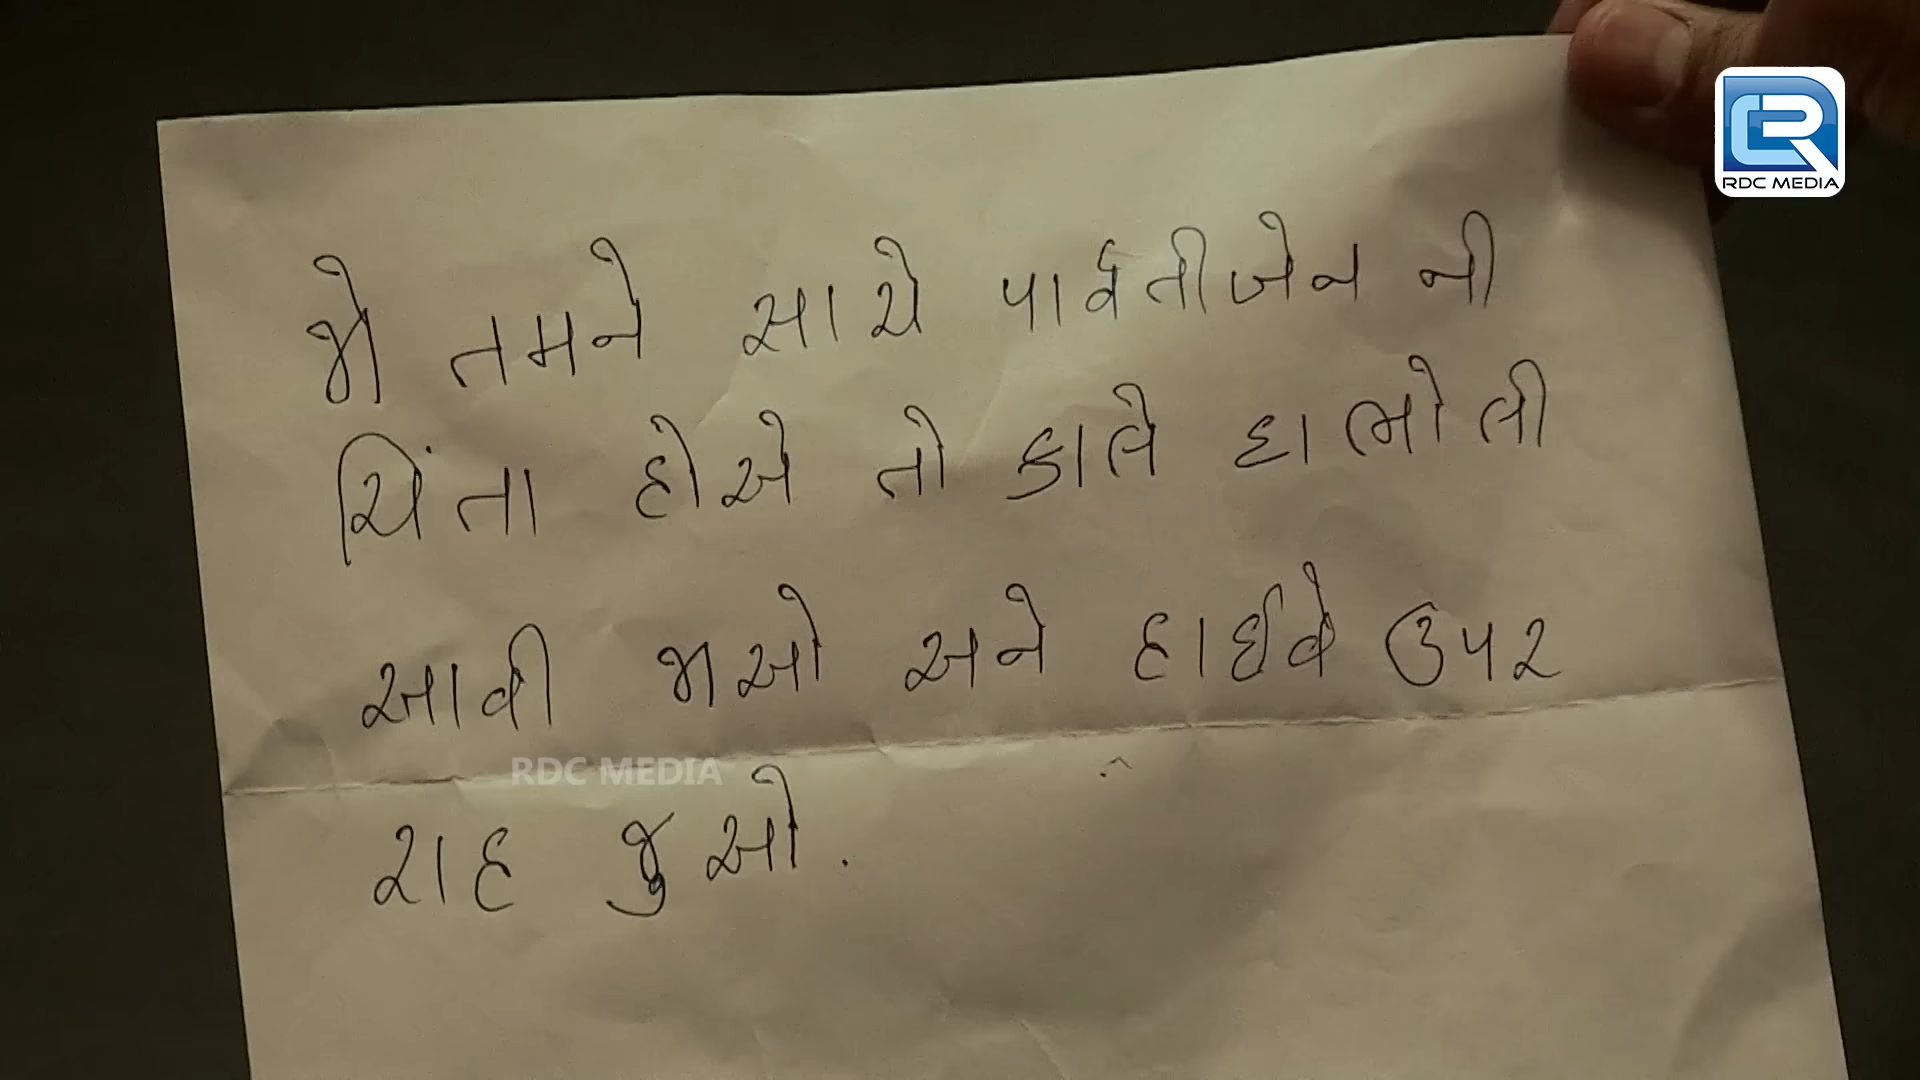 RDC MEDIA
જો તમને સાચે પાર્વતીબેન ની
ચિંતા હોએ તો કાલે દાભોલી
આવી જાઓ અને હાઈવે ઉપર
RDC MEDIA
રાહ જુઓ.